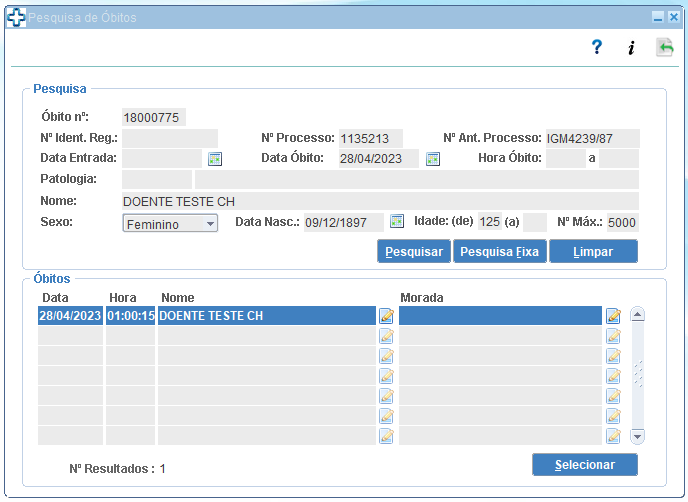 Pesquisa de Óbitos
? i
Pesquisa
Óbito nº: 18000775
Nº Ident. Reg.: Nº Processo: 1135213 Nº Ant. Processo: IGM4239/87
Data Entrada: Data Óbito: 28/04/2023 Hora Óbito: a
Patologia:
Nome: DOENTE TESTE CH
Sexo: Feminino Data Nasc.: 09/12/1897 Idade: (de) 125 (a) Nº Máx.: 5000
Pesquisar Pesquisa Fixa Limpar
Óbitos
Data Hora Nome Morada
28/04/2023 01:00:15 DOENTE TESTE CH
Nº Resultados : 1
Selecionar